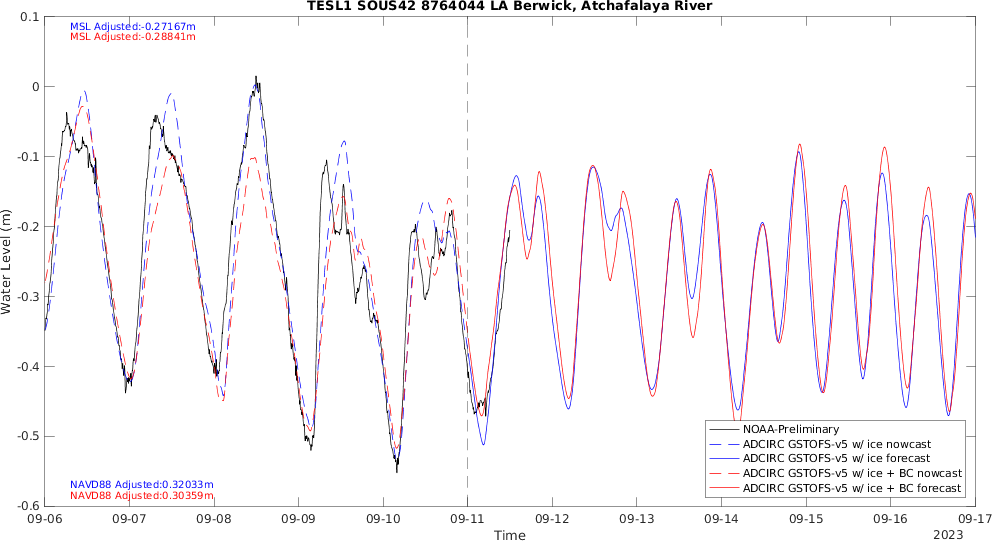 TESL1 SOUS42 8764044 LA Berwick, Atchafalaya River
MSL Adjusted:-0.27167m
MSL Adjusted:-0.28841m
0.1
0
-0.1
-0.2
-0.3
-0.4
-0.5
-0.6
Water Level (m)
NAVD88 Adjusted:0.32033m
NAVD88 Adjusted:0.30359m
NOAA-Preliminary
ADCIRC GSTOFS-v5 w/ ice nowcast
ADCIRC GSTOFS-v5 w/ ice forecast
ADCIRC GSTOFS-v5 w/ ice + BC nowcast
ADCIRC GSTOFS-v5 w/ ice + BC forecast
09-06 09-07 09-08 09-09 09-10 09-11 09-12 09-13 09-14 09-15 09-16 09-17
Time
2023